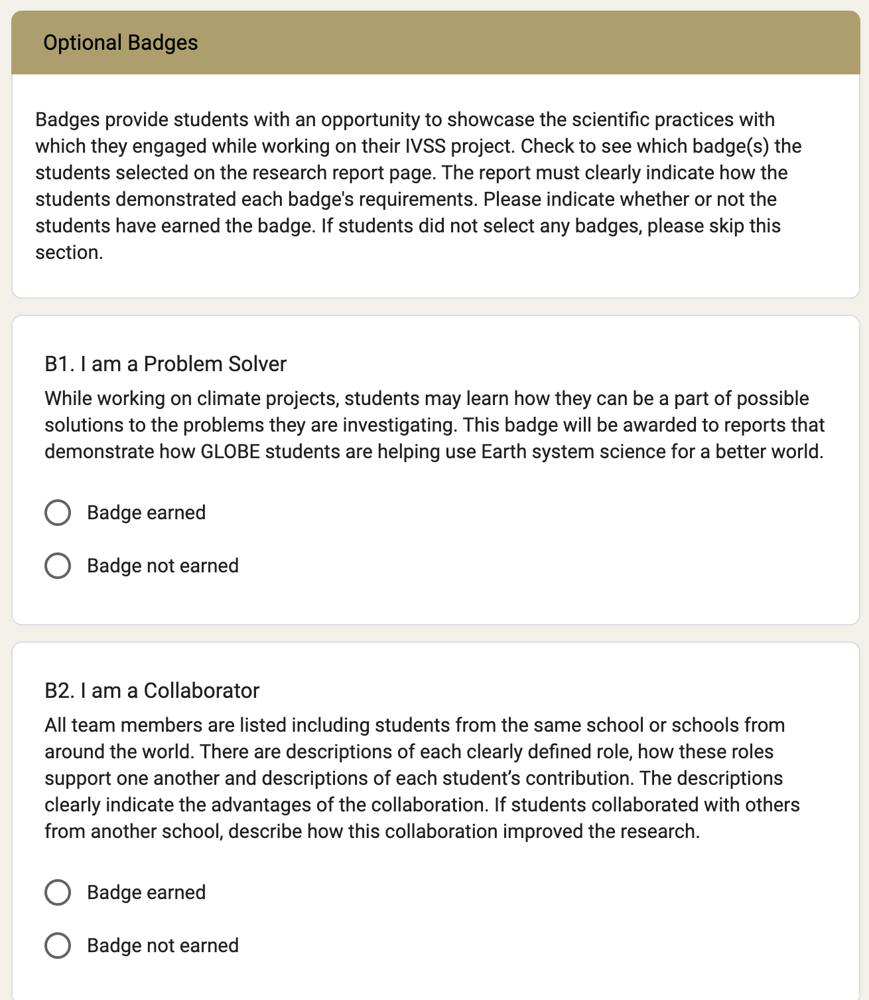 Optional Badges
Badges provide students with an opportunity to showcase the scientific practices with
which they engaged while working on their IVSS project. Check to see which badge(s) the
students selected on the research report page. The report must clearly indicate how the
students demonstrated each badge's requirements. Please indicate whether or not the
students have earned the badge. If students did not select any badges, please skip this
section.
B1. I am a Problem Solver
While working on climate projects, students may learn how they can be a part of possible
solutions to the problems they are investigating. This badge will be awarded to reports that
demonstrate how GLOBE students are helping use Earth system science for a better world.
Badge earned
Badge not earned
B2. I am a Collaborator
All team members are listed including students from the same school or schools from
around the world. There are descriptions of each clearly defined role, how these roles
support one another and descriptions of each student’s contribution. The descriptions
clearly indicate the advantages of the collaboration. If students collaborated with others
from another school, describe how this collaboration improved the research.
Badge earned
Badge not earned